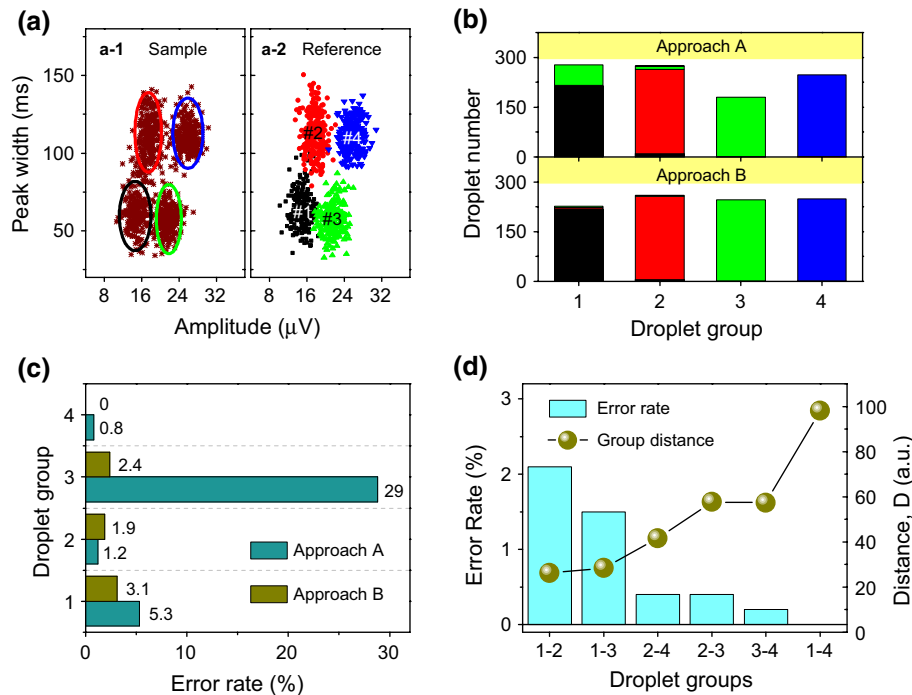 (a)
a-1 Sample
a-2 Reference
Peak width (ms)
150
100
50
#2
#4
#1
#3
8 16 24 32 8 16 24 32
Amplitude (μV)
(b)
Approach A
Droplet number
300
150
0
Approach B
300
150
0
1 2 3 4
Droplet group
(c)
Droplet group
4
3
2
1
0
0.8
2.4
29
1.9
1.2
3.1
5.3
Approach A
Approach B
0 10 20 30
Error rate (%)
(d)
Error Rate (%)
3
2
1
0
Error rate
Group distance
100
80
60
40
20
0
Distance, D (a.u.)
1-2 1-3 2-4 2-3 3-4 1-4
Droplet groups